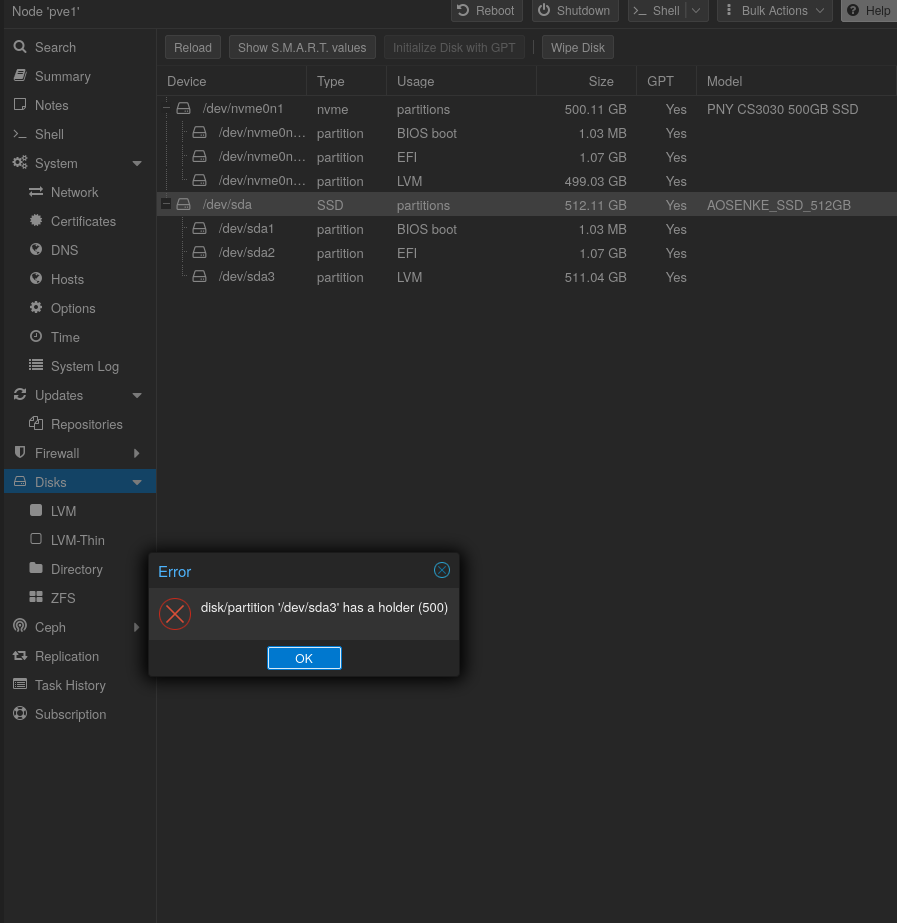 Node 'pve1'
Reboot
Shutdown
Shell
Bulk Actions
Help
Search
Summary
Notes
Shell
System
Network
Certificates
DNS
Hosts
Options
Time
System Log
Updates
Repositories
Firewall
Disks
LVM
LVM-Thin
Directory
ZFS
Ceph
Replication
Task History
Subscription
Reload
Show S.M.A.R.T. values
Initialize Disk with GPT
Wipe Disk
Device Type Usage Size GPT Model
/dev/nvme0n1 nvme partitions 500.11 GB Yes PNY CS3030 500GB SSD
/dev/nvme0n... partition BIOS boot 1.03 MB Yes
/dev/nvme0n... partition EFI 1.07 GB Yes
/dev/nvme0n... partition LVM 499.03 GB Yes
/dev/sda SSD partitions 512.11 GB Yes AOSENKE_SSD_512GB
/dev/sda1 partition BIOS boot 1.03 MB Yes
/dev/sda2 partition EFI 1.07 GB Yes
/dev/sda3 partition LVM 511.04 GB Yes
Error
disk/partition '/dev/sda3' has a holder (500)
OK